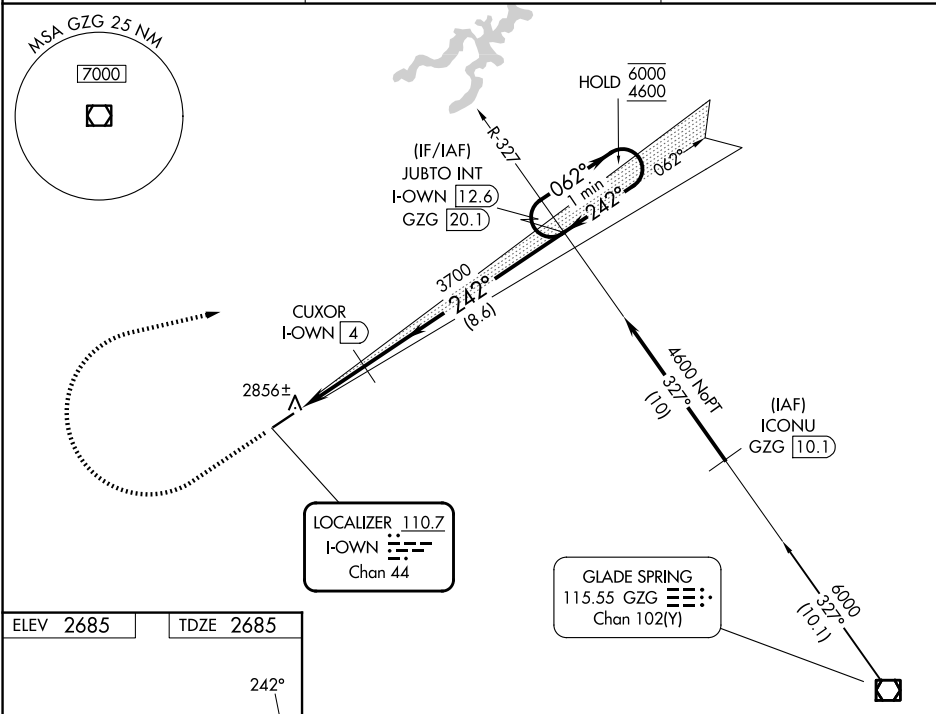 MSA GZG 25 NM
7000
HOLD 6000
4600
R-327
(IF/IAF)
JUBTO INT
I-OWN 12.6
GZG 20.1
062°
1 min
242°
062°
3700
242°
(8.6)
CUXOR
I-OWN 4
2856±
4600 NoPT
327°
(10)
(IAF)
ICONU
GZG 10.1
LOCALIZER 110.7
I-OWN
Chan 44
GLADE SPRING
115.55 GZG
Chan 102(Y)
6000
327°
(10.1)
ELEV 2685
TDZE 2685
242°